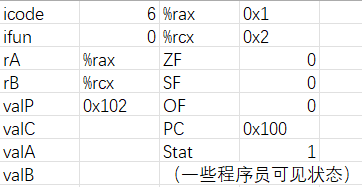 icode 6 %rax 0x1
ifun 0 %rcx 0x2
rA %rax ZF 0
rB %rcx SF 0
valP 0x102 OF 0
valC PC 0x100
valA Stat 1
valB （一些程序员可见状态）